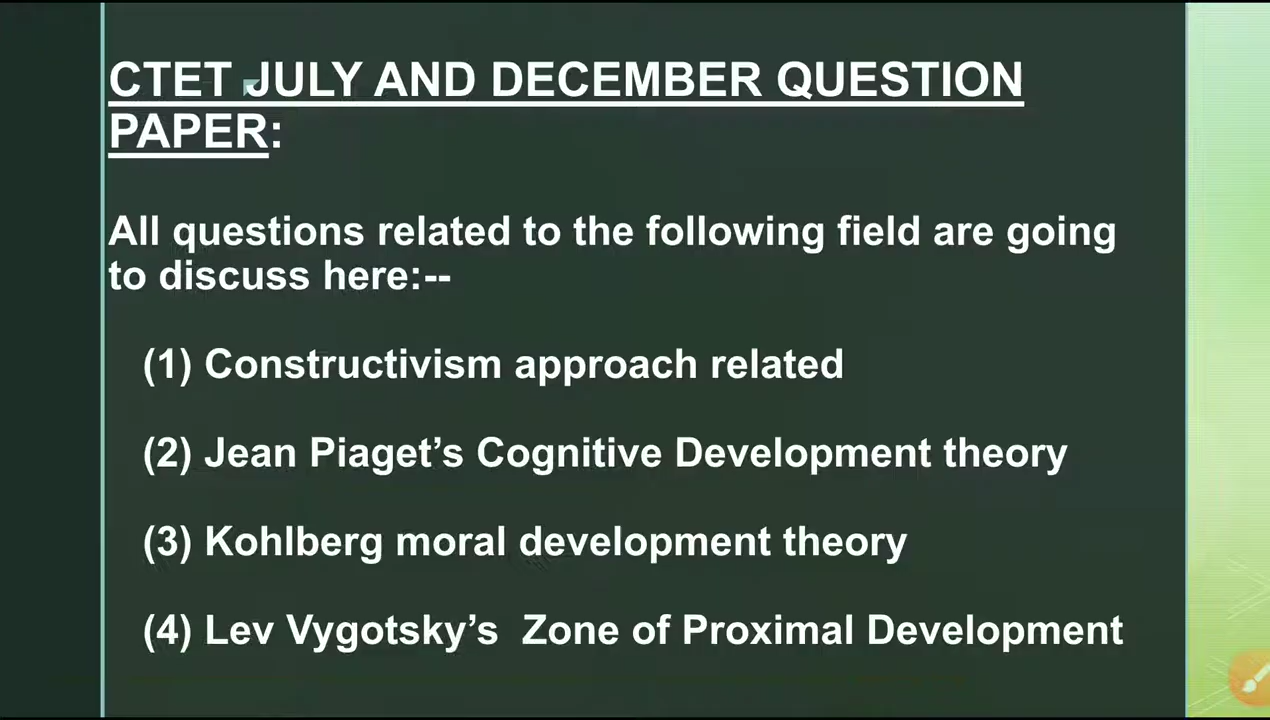 CTET JULY AND DECEMBER QUESTION
PAPER:
All questions related to the following field are going
to discuss here:--
(1) Constructivism approach related
(2) Jean Piaget’s Cognitive Development theory
(3) Kohlberg moral development theory
(4) Lev Vygotsky’s  Zone of Proximal Development